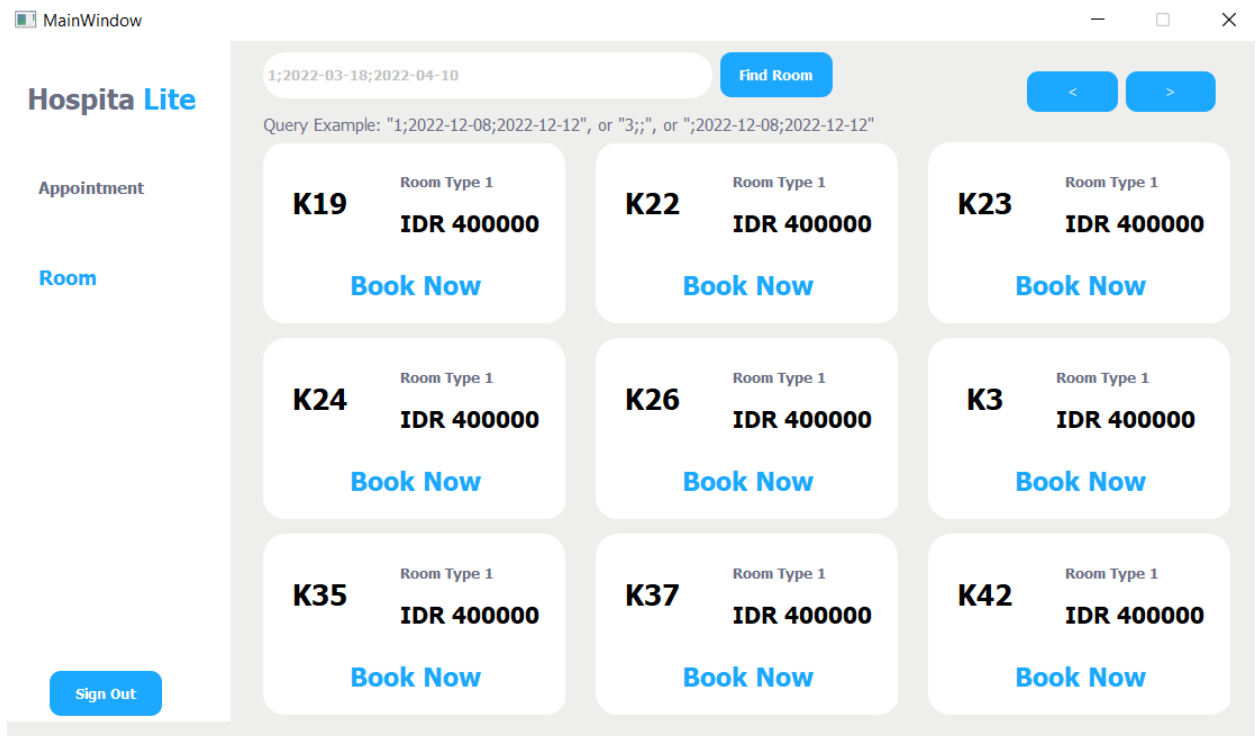 MainWindow
Hospita Lite
Appointment
Room
Sign Out
1;2022-03-18;2022-04-10
Find Room
< >
Query Example: "1;2022-12-08;2022-12-12", or "3;;", or ";2022-12-08;2022-12-12"
K19
Room Type 1
IDR 400000
Book Now
K22
Room Type 1
IDR 400000
Book Now
K23
Room Type 1
IDR 400000
Book Now
K24
Room Type 1
IDR 400000
Book Now
K26
Room Type 1
IDR 400000
Book Now
K3
Room Type 1
IDR 400000
Book Now
K35
Room Type 1
IDR 400000
Book Now
K37
Room Type 1
IDR 400000
Book Now
K42
Room Type 1
IDR 400000
Book Now